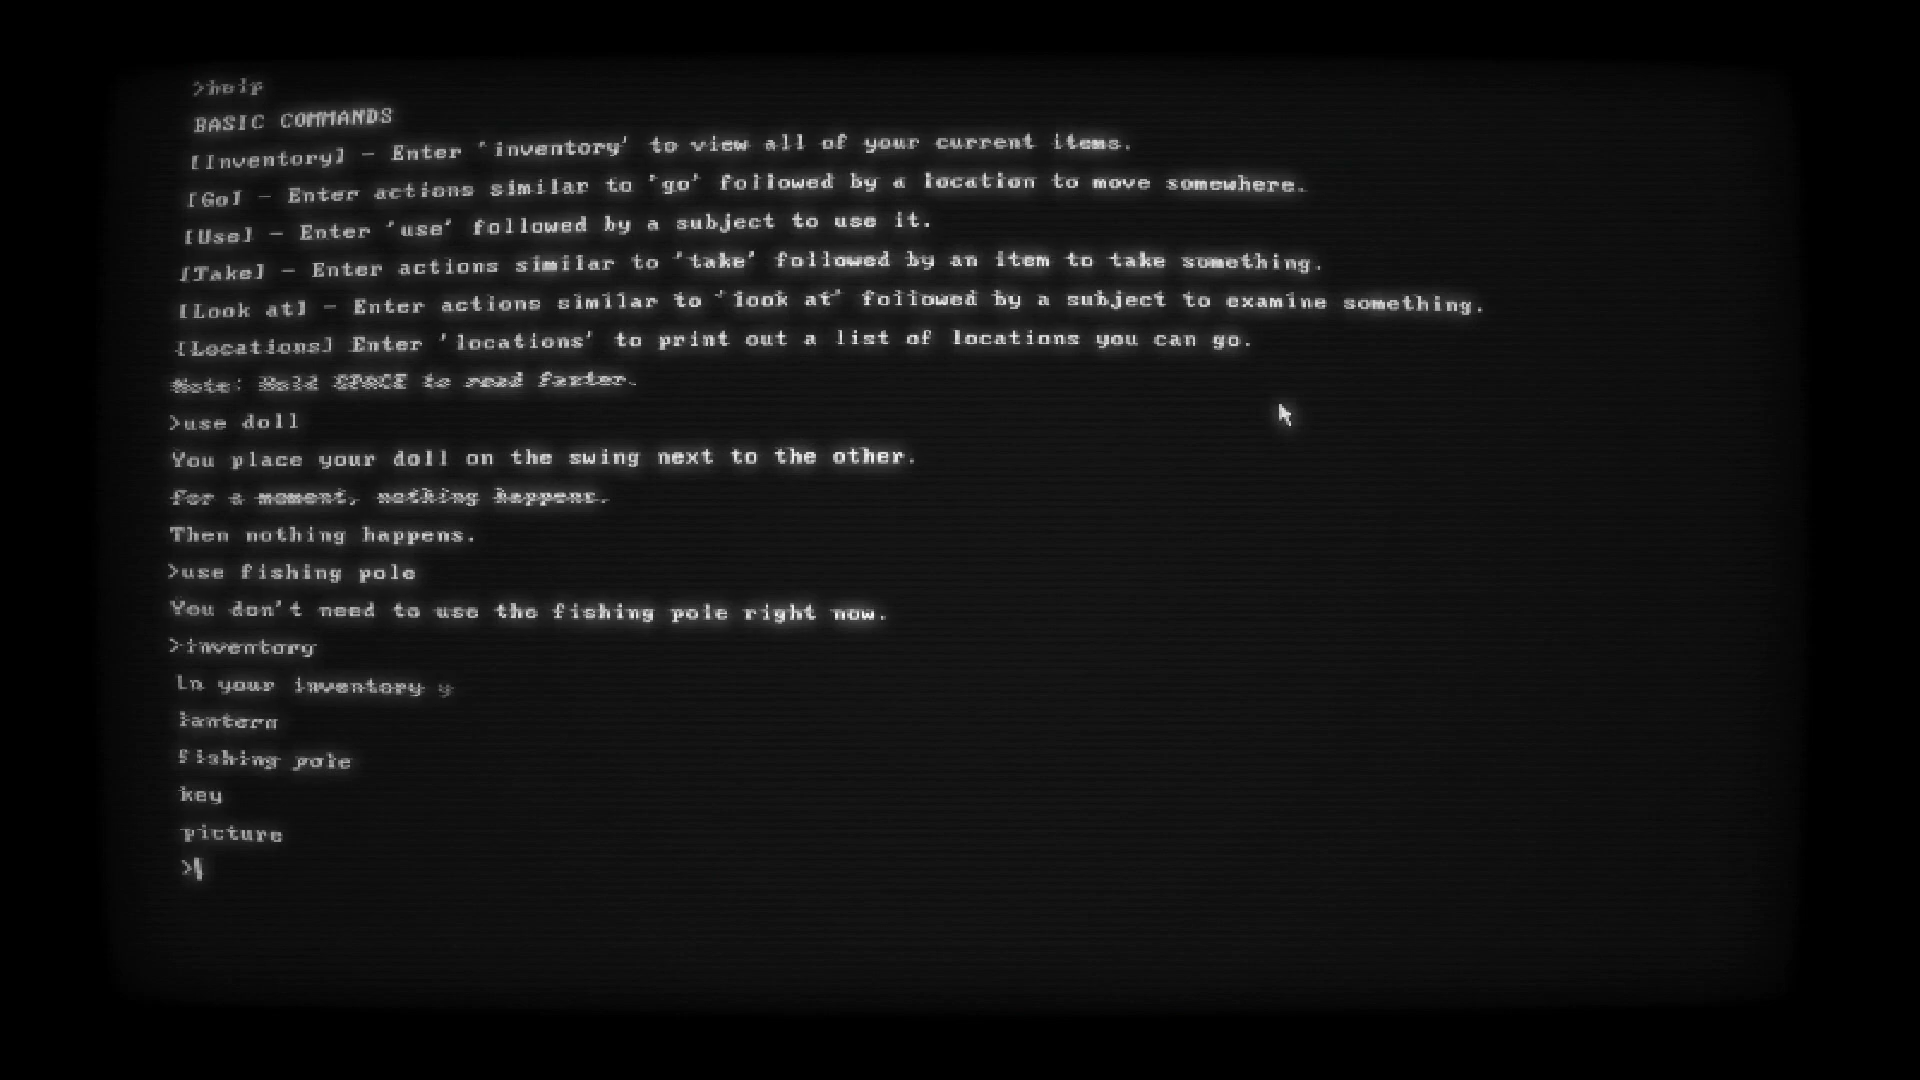 >help
BASIC COMMANDS
[Inventory] - Enter 'inventory' to view all of your current items.
[Go] - Enter actions similar to 'go' followed by a location to move somewhere.
[Use] - Enter 'use' followed by a subject to use it.
[Take] - Enter actions similar to 'take' followed by an item to take something.
[Look at] - Enter actions similar to 'look at' followed by a subject to examine something.
[Locations] Enter 'locations' to print out a list of locations you can go.
Note: Hold SPACE to read faster.
>use doll
You place your doll on the swing next to the other.
for a moment, nothing happens.
Then nothing happens.
>use fishing pole
You don't need to use the fishing pole right now.
>inventory
In your inventory y
lantern
fishing pole
key
picture
>